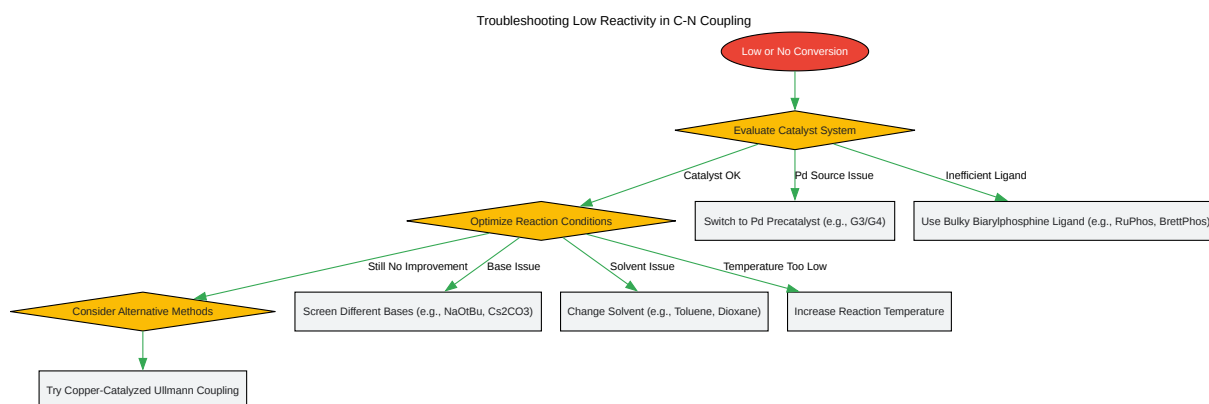 Troubleshooting Low Reactivity in C-N Coupling
Low or No Conversion
Evaluate Catalyst System
Catalyst OK
Pd Source Issue
Inefficient Ligand
Optimize Reaction Conditions
Switch to Pd Precatalyst (e.g., G3/G4)
Use Bulky Biarylphosphine Ligand (e.g., RuPhos, BrettPhos)
Still No Improvement
Base Issue
Solvent Issue
Temperature Too Low
Consider Alternative Methods
Screen Different Bases (e.g., NaOtBu, Cs2CO3)
Change Solvent (e.g., Toluene, Dioxane)
Increase Reaction Temperature
Try Copper-Catalyzed Ullmann Coupling